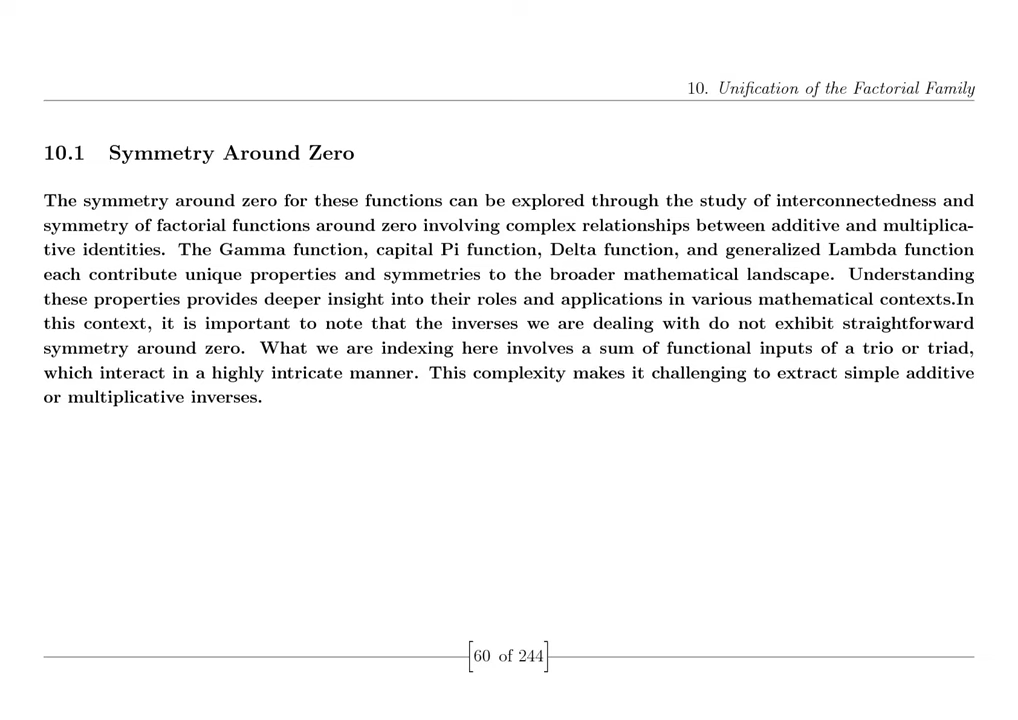 10. Unification of the Factorial Family
10.1 Symmetry Around Zero
The symmetry around zero for these functions can be explored through the study of interconnectedness and
symmetry of factorial functions around zero involving complex relationships between additive and multiplica-
tive identities. The Gamma function, capital Pi function, Delta function, and generalized Lambda function
each contribute unique properties and symmetries to the broader mathematical landscape. Understanding
these properties provides deeper insight into their roles and applications in various mathematical contexts.In
this context, it is important to note that the inverses we are dealing with do not exhibit straightforward
symmetry around zero. What we are indexing here involves a sum of functional inputs of a trio or triad,
which interact in a highly intricate manner. This complexity makes it challenging to extract simple additive
or multiplicative inverses.
[60 of 244]